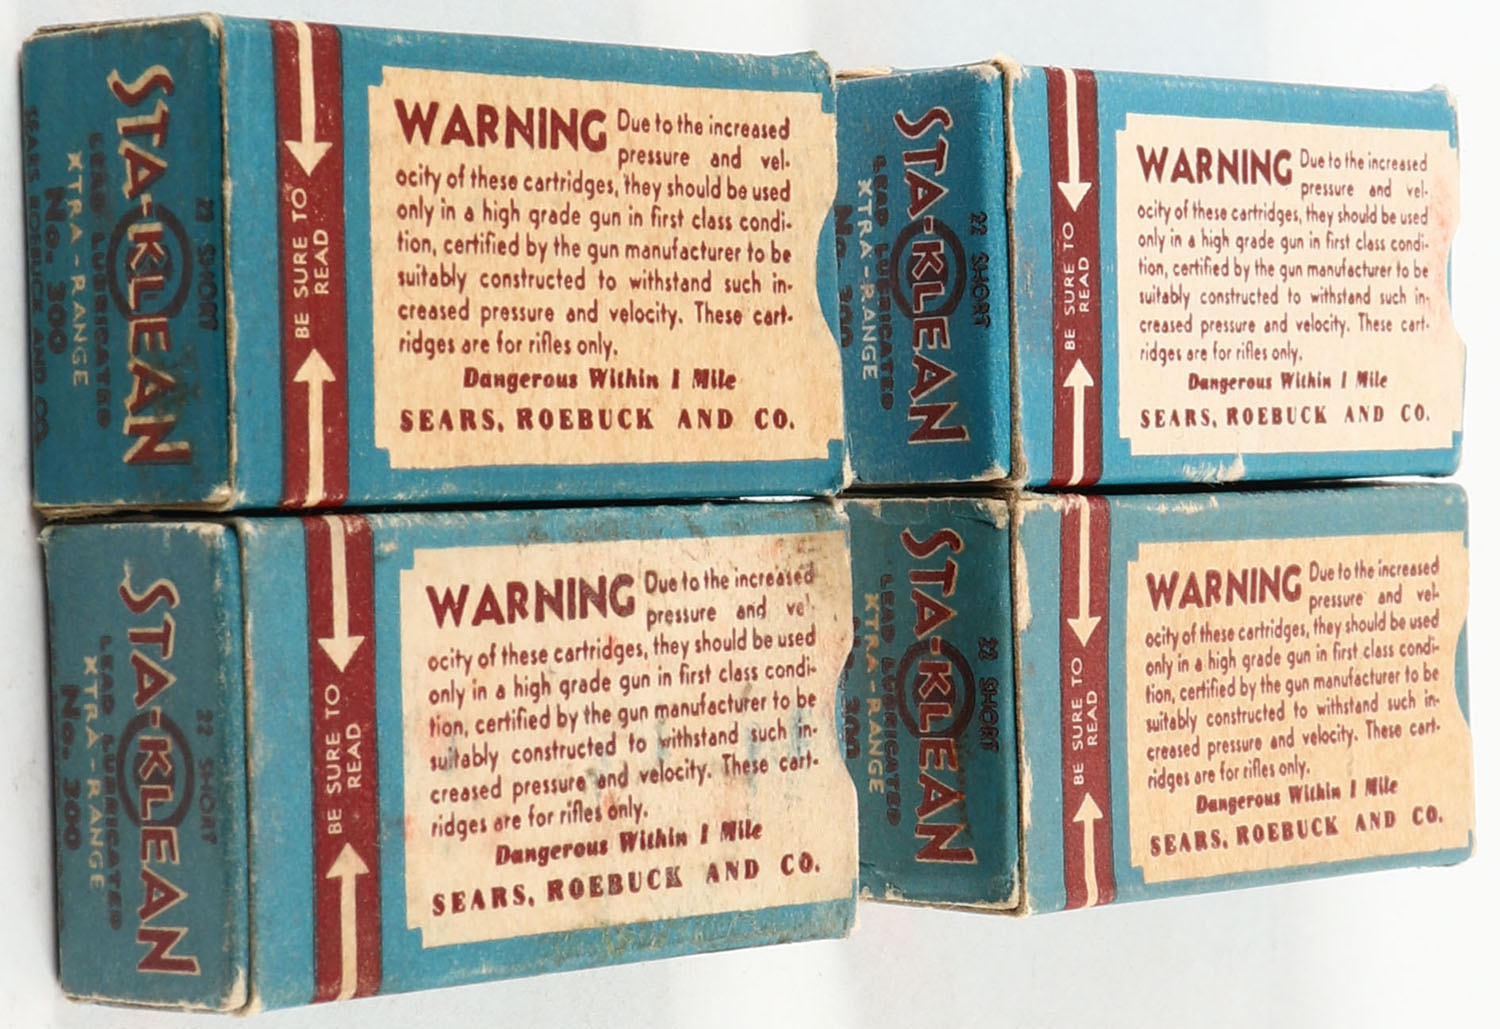 22 SHORT
STA-KLEAN
LEAD LUBRICATED
XTRA-RANGE
No. 300
SEARS ROEBUCK AND CO.
BE SURE TO
READ
WARNING Due to the increased
pressure and vel-
ocity of these cartridges, they should be used
only in a high grade gun in first class condi-
tion, certified by the gun manufacturer to be
suitably constructed to withstand such in-
creased pressure and velocity. These cart-
ridges are for rifles only.
Dangerous Within 1 Mile
SEARS, ROEBUCK AND CO.
22 SHORT
STA-KLEAN
LEAD LUBRICATED
XTRA-RANGE
No. 300
BE SURE TO
READ
WARNING Due to the increased
pressure and vel-
ocity of these cartridges, they should be used
only in a high grade gun in first class condi-
tion, certified by the gun manufacturer to be
suitably constructed to withstand such in-
creased pressure and velocity. These cart-
ridges are for rifles only.
Dangerous Within 1 Mile
SEARS, ROEBUCK AND CO.
22 SHORT
STA-KLEAN
LEAD LUBRICATED
XTRA-RANGE
No. 300
BE SURE TO
READ
WARNING Due to the increased
pressure and vel-
ocity of these cartridges, they should be used
only in a high grade gun in first class condi-
tion, certified by the gun manufacturer to be
suitably constructed to withstand such in-
creased pressure and velocity. These cart-
ridges are for rifles only.
Dangerous Within 1 Mile
SEARS, ROEBUCK AND CO.
22 SHORT
STA-KLEAN
LEAD LUBRICATED
XTRA-RANGE
No. 300
BE SURE TO
READ
WARNING Due to the increased
pressure and vel-
ocity of these cartridges, they should be used
only in a high grade gun in first class condi-
tion, certified by the gun manufacturer to be
suitably constructed to withstand such in-
creased pressure and velocity. These cart-
ridges are for rifles only.
Dangerous Within 1 Mile
SEARS, ROEBUCK AND CO.